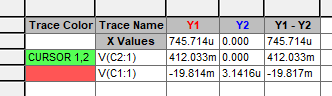 Trace Color Trace Name Y1 Y2 Y1 - Y2
X Values 745.714u 0.000 745.714u
CURSOR 1,2 V(C2:1) 412.033m 0.000 412.033m
V(C1:1) -19.814m 3.1416u -19.817m